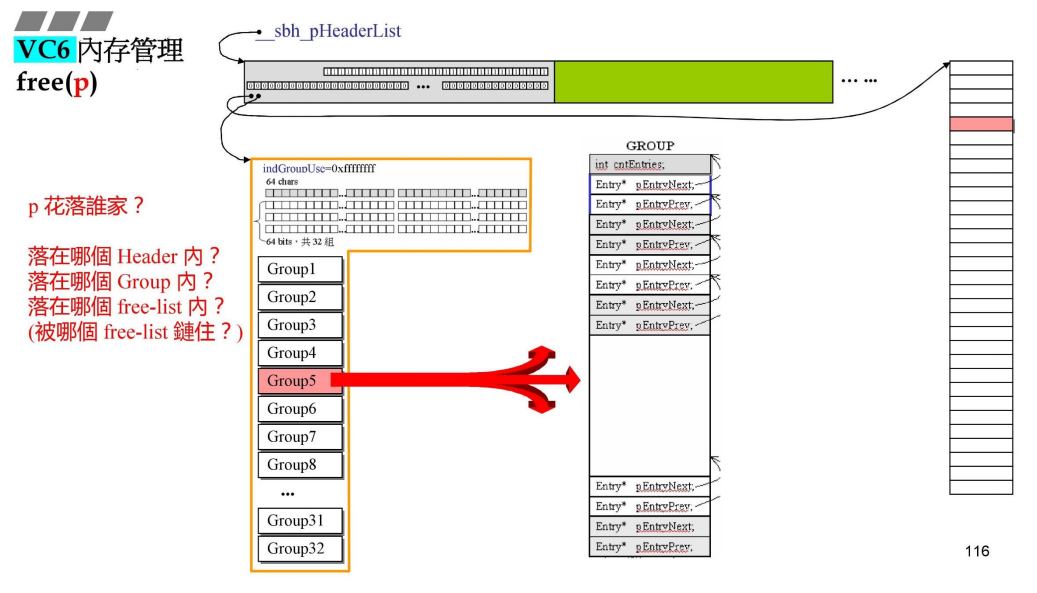 VC6 內存管理
free(p)
__sbh_pHeaderList
... ...
...
indGroupUse=0xffffffff
64 chars
64 bits，共 32 組
p 花落誰家？
落在哪個 Header 內？
落在哪個 Group 內？
落在哪個 free-list 內？
(被哪個 free-list 鏈住？)
Group1
Group2
Group3
Group4
Group5
Group6
Group7
Group8
...
Group31
Group32
GROUP
int cntEntries;
Entry* pEntryNext;
Entry* pEntryPrev;
Entry* pEntryNext;
Entry* pEntryPrev,
Entry* pEntryNext;
Entry* pEntryPrev,
Entry* pEntryNext;
Entry* pEntryPrev,
Entry* pEntryNext;
Entry* pEntryPrev,
Entry* pEntryNext;
Entry* pEntryPrev,
116